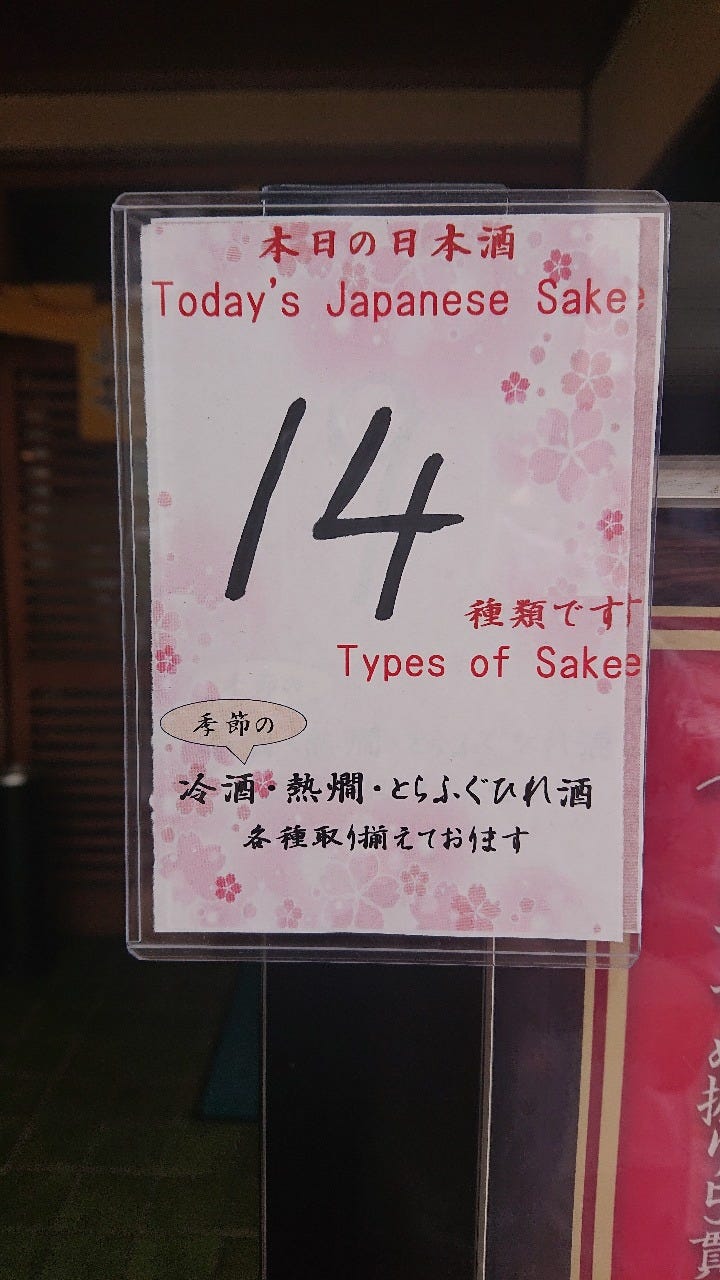 本日の日本酒
Today's Japanese Sake
14
種類です
Types of Sake
季節の
冷酒・熱燗・とらふぐひれ酒
各種取り揃えております